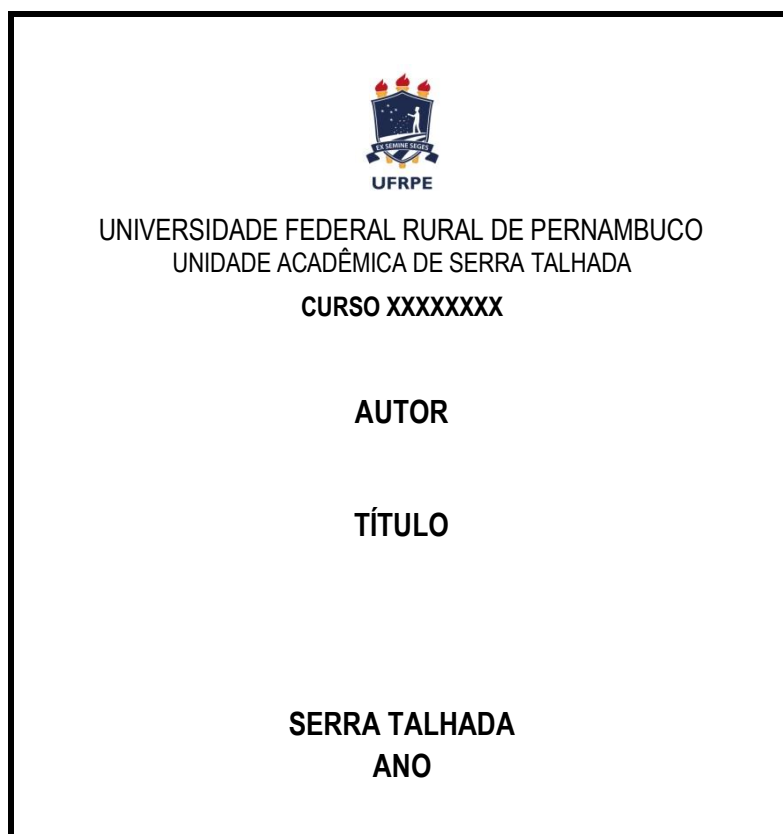 EX SEMINE SEGES
UFRPE
UNIVERSIDADE FEDERAL RURAL DE PERNAMBUCO
UNIDADE ACADÊMICA DE SERRA TALHADA
CURSO XXXXXXXX
AUTOR
TÍTULO
SERRA TALHADA
ANO